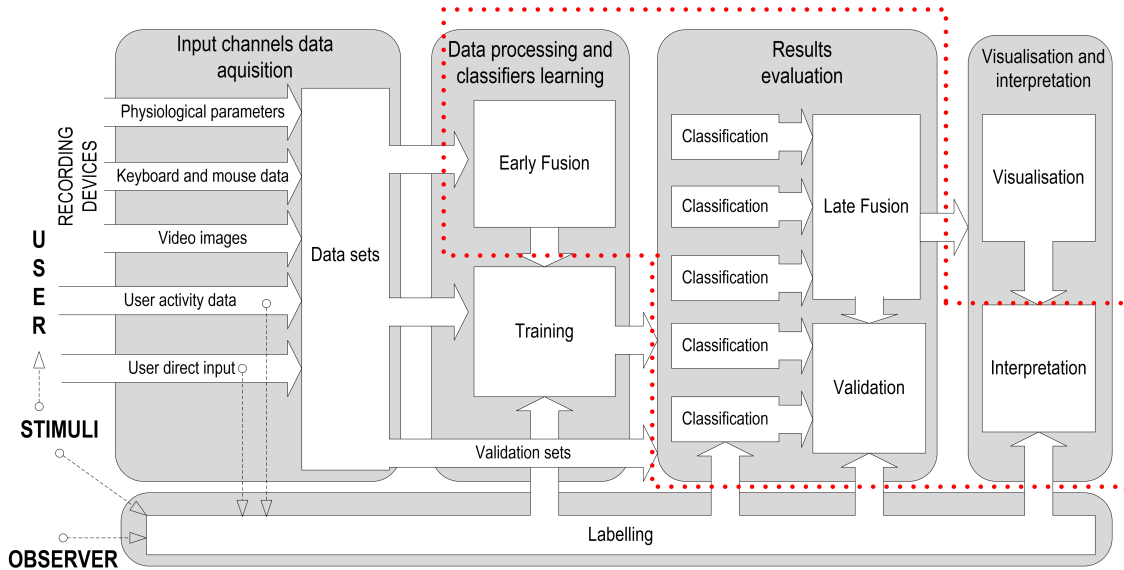 Input channels data
aquisition
Data processing and
classifiers learning
Results
evaluation
Visualisation and
interpretation
RECORDING
DEVICES
Physiological parameters
Keyboard and mouse data
Video images
User activity data
User direct input
USER
STIMULI
OBSERVER
Data sets
Early Fusion
Training
Validation sets
Classification
Classification
Classification
Classification
Classification
Late Fusion
Validation
Visualisation
Interpretation
Labelling